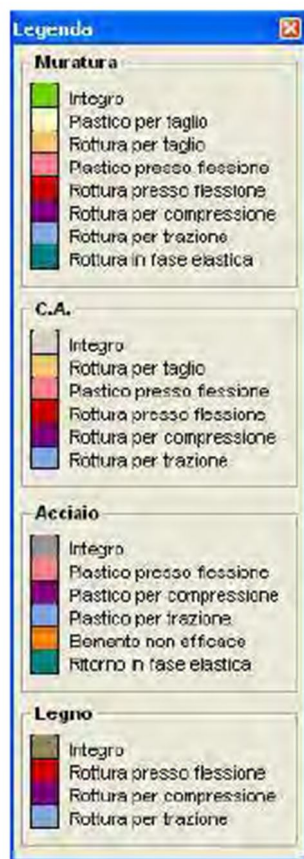 Legenda
Muratura
Integro
Plastico per taglio
Rottura per taglio
Plastico presso flessione
Rottura presso flessione
Rottura per compressione
Rottura per trazione
Rottura in fase elastica
C.A.
Integro
Rottura per taglio
Plastico presso flessione
Rottura presso flessione
Rottura per compressione
Rottura per trazione
Acciaio
Integro
Plastico presso flessione
Plastico per compressione
Plastico per trazione
Elemento non efficace
Ritorno in fase elastica
Legno
Integro
Rottura presso flessione
Rottura per compressione
Rottura per trazione